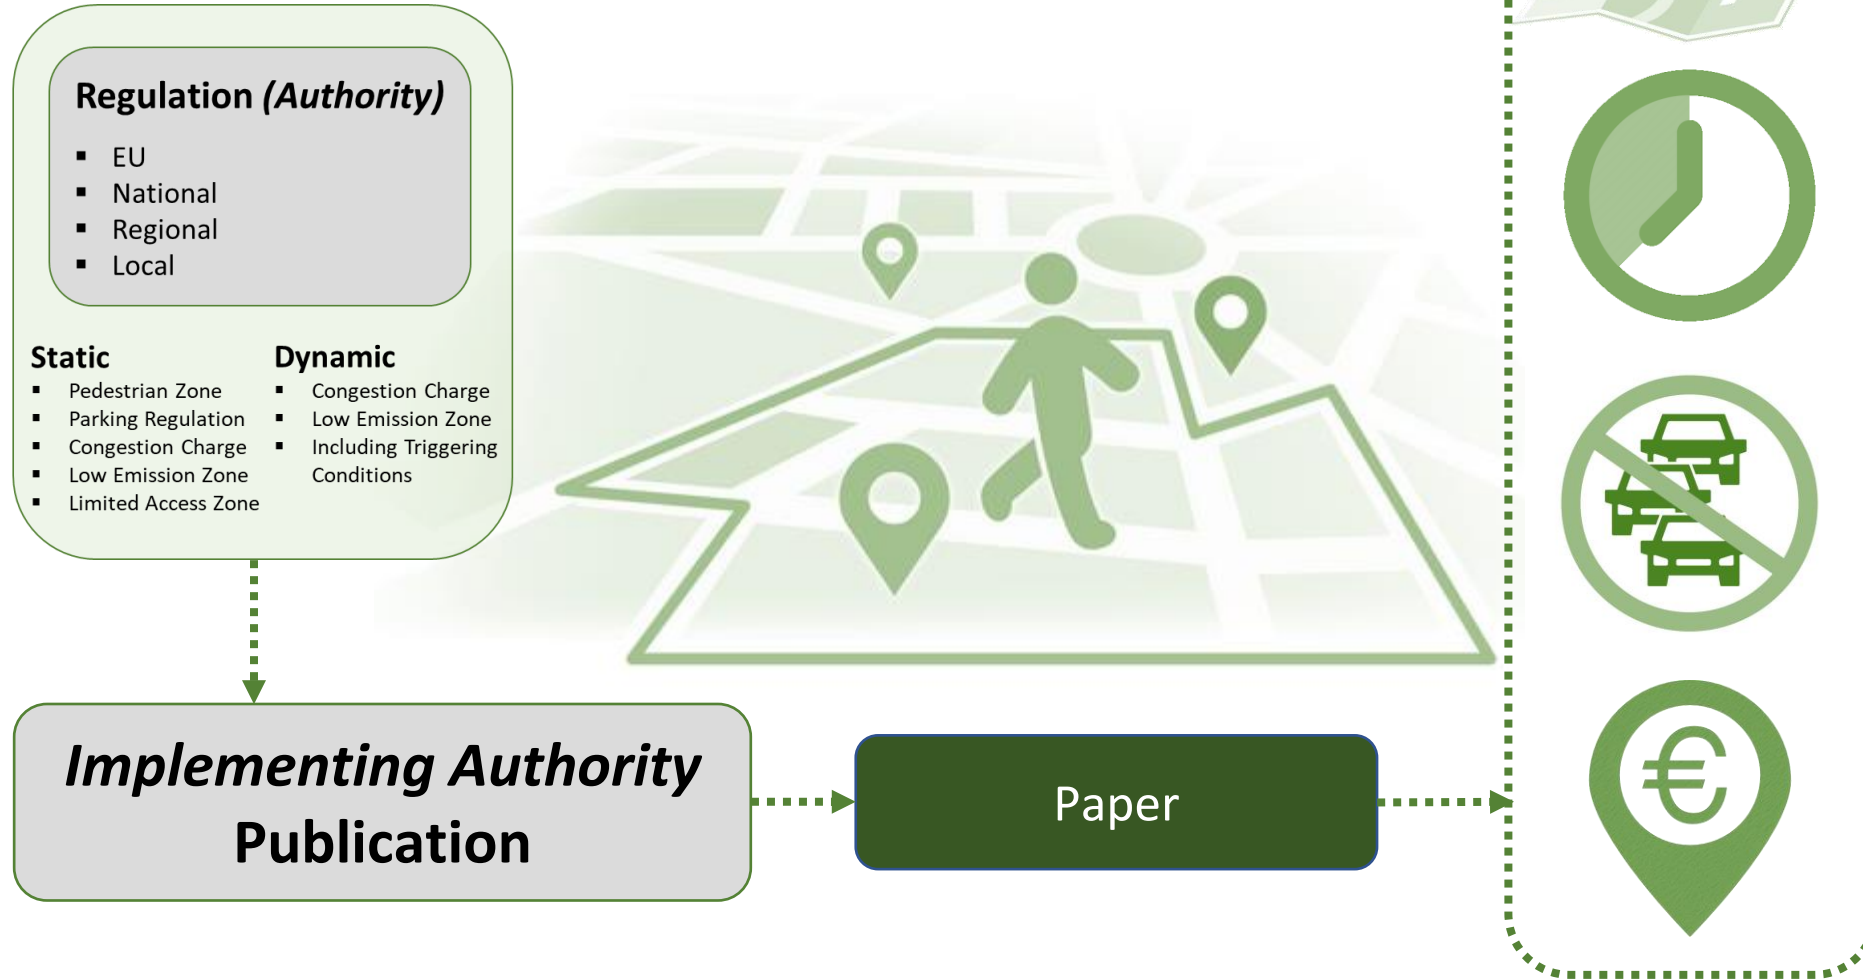 Regulation (Authority)
▪ EU
▪ National
▪ Regional
▪ Local
Static
▪ Pedestrian Zone
▪ Parking Regulation
▪ Congestion Charge
▪ Low Emission Zone
▪ Limited Access Zone
Dynamic
▪ Congestion Charge
▪ Low Emission Zone
▪ Including Triggering
Conditions
Implementing Authority
Publication
Paper
€